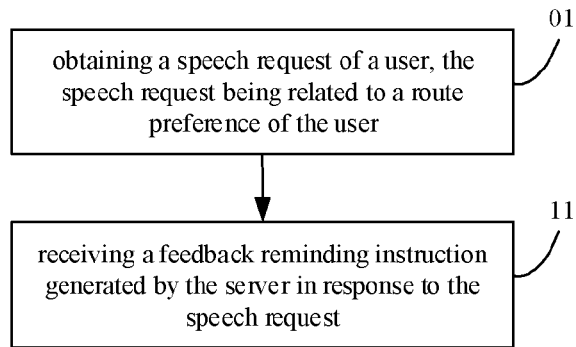 01
obtaining a speech request of a user, the
speech request being related to a route
preference of the user
11
receiving a feedback reminding instruction
generated by the server in response to the
speech request